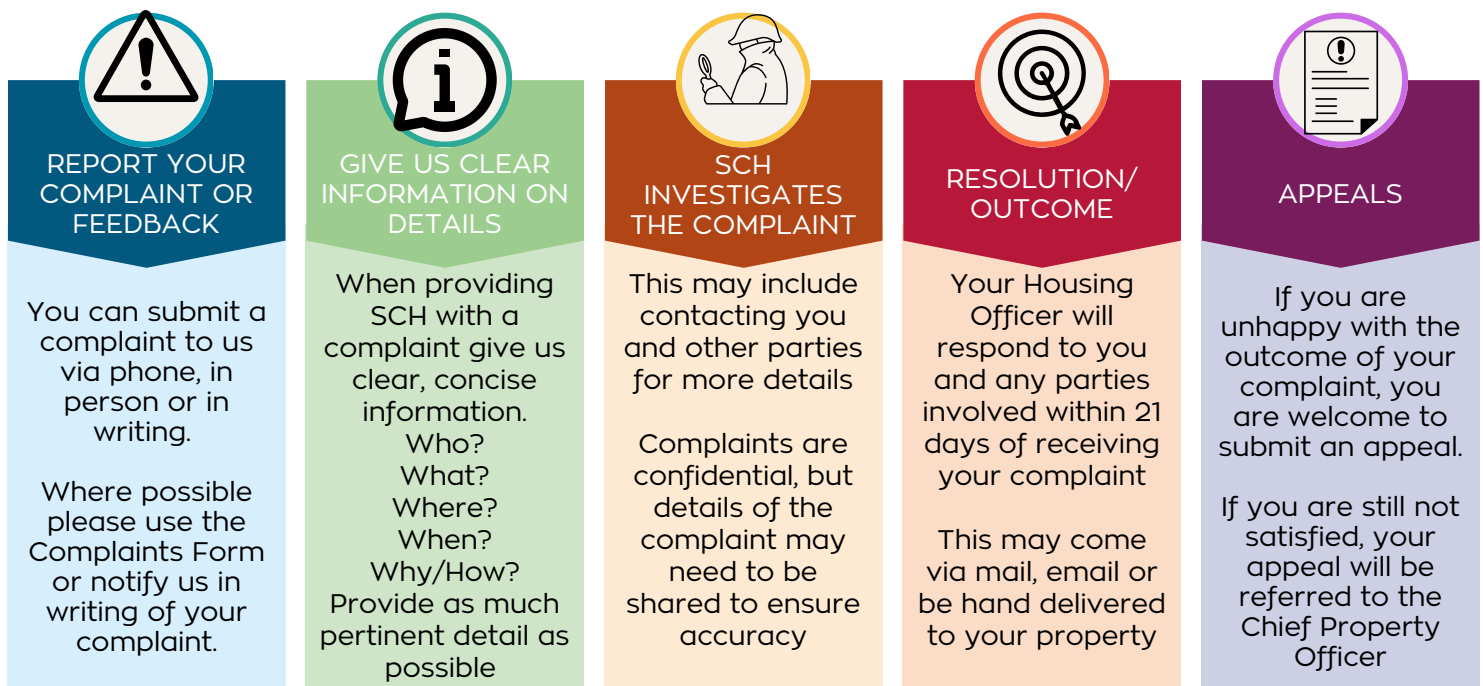 REPORT YOUR
COMPLAINT OR
FEEDBACK
You can submit a
complaint to us
via phone, in
person or in
writing.
Where possible
please use the
Complaints Form
or notify us in
writing of your
complaint.
i
GIVE US CLEAR
INFORMATION ON
DETAILS
When providing
SCH with a
complaint give us
clear, concise
information.
Who?
What?
Where?
When?
Why/How?
Provide as much
pertinent detail as
possible
SCH
INVESTIGATES
THE COMPLAINT
This may include
contacting you
and other parties
for more details
Complaints are
confidential, but
details of the
complaint may
need to be
shared to ensure
accuracy
RESOLUTION/
OUTCOME
Your Housing
Officer will
respond to you
and any parties
involved within 21
days of receiving
your complaint
This may come
via mail, email or
be hand delivered
to your property
APPEALS
If you are
unhappy with the
outcome of your
complaint, you
are welcome to
submit an appeal.
If you are still not
satisfied, your
appeal will be
referred to the
Chief Property
Officer